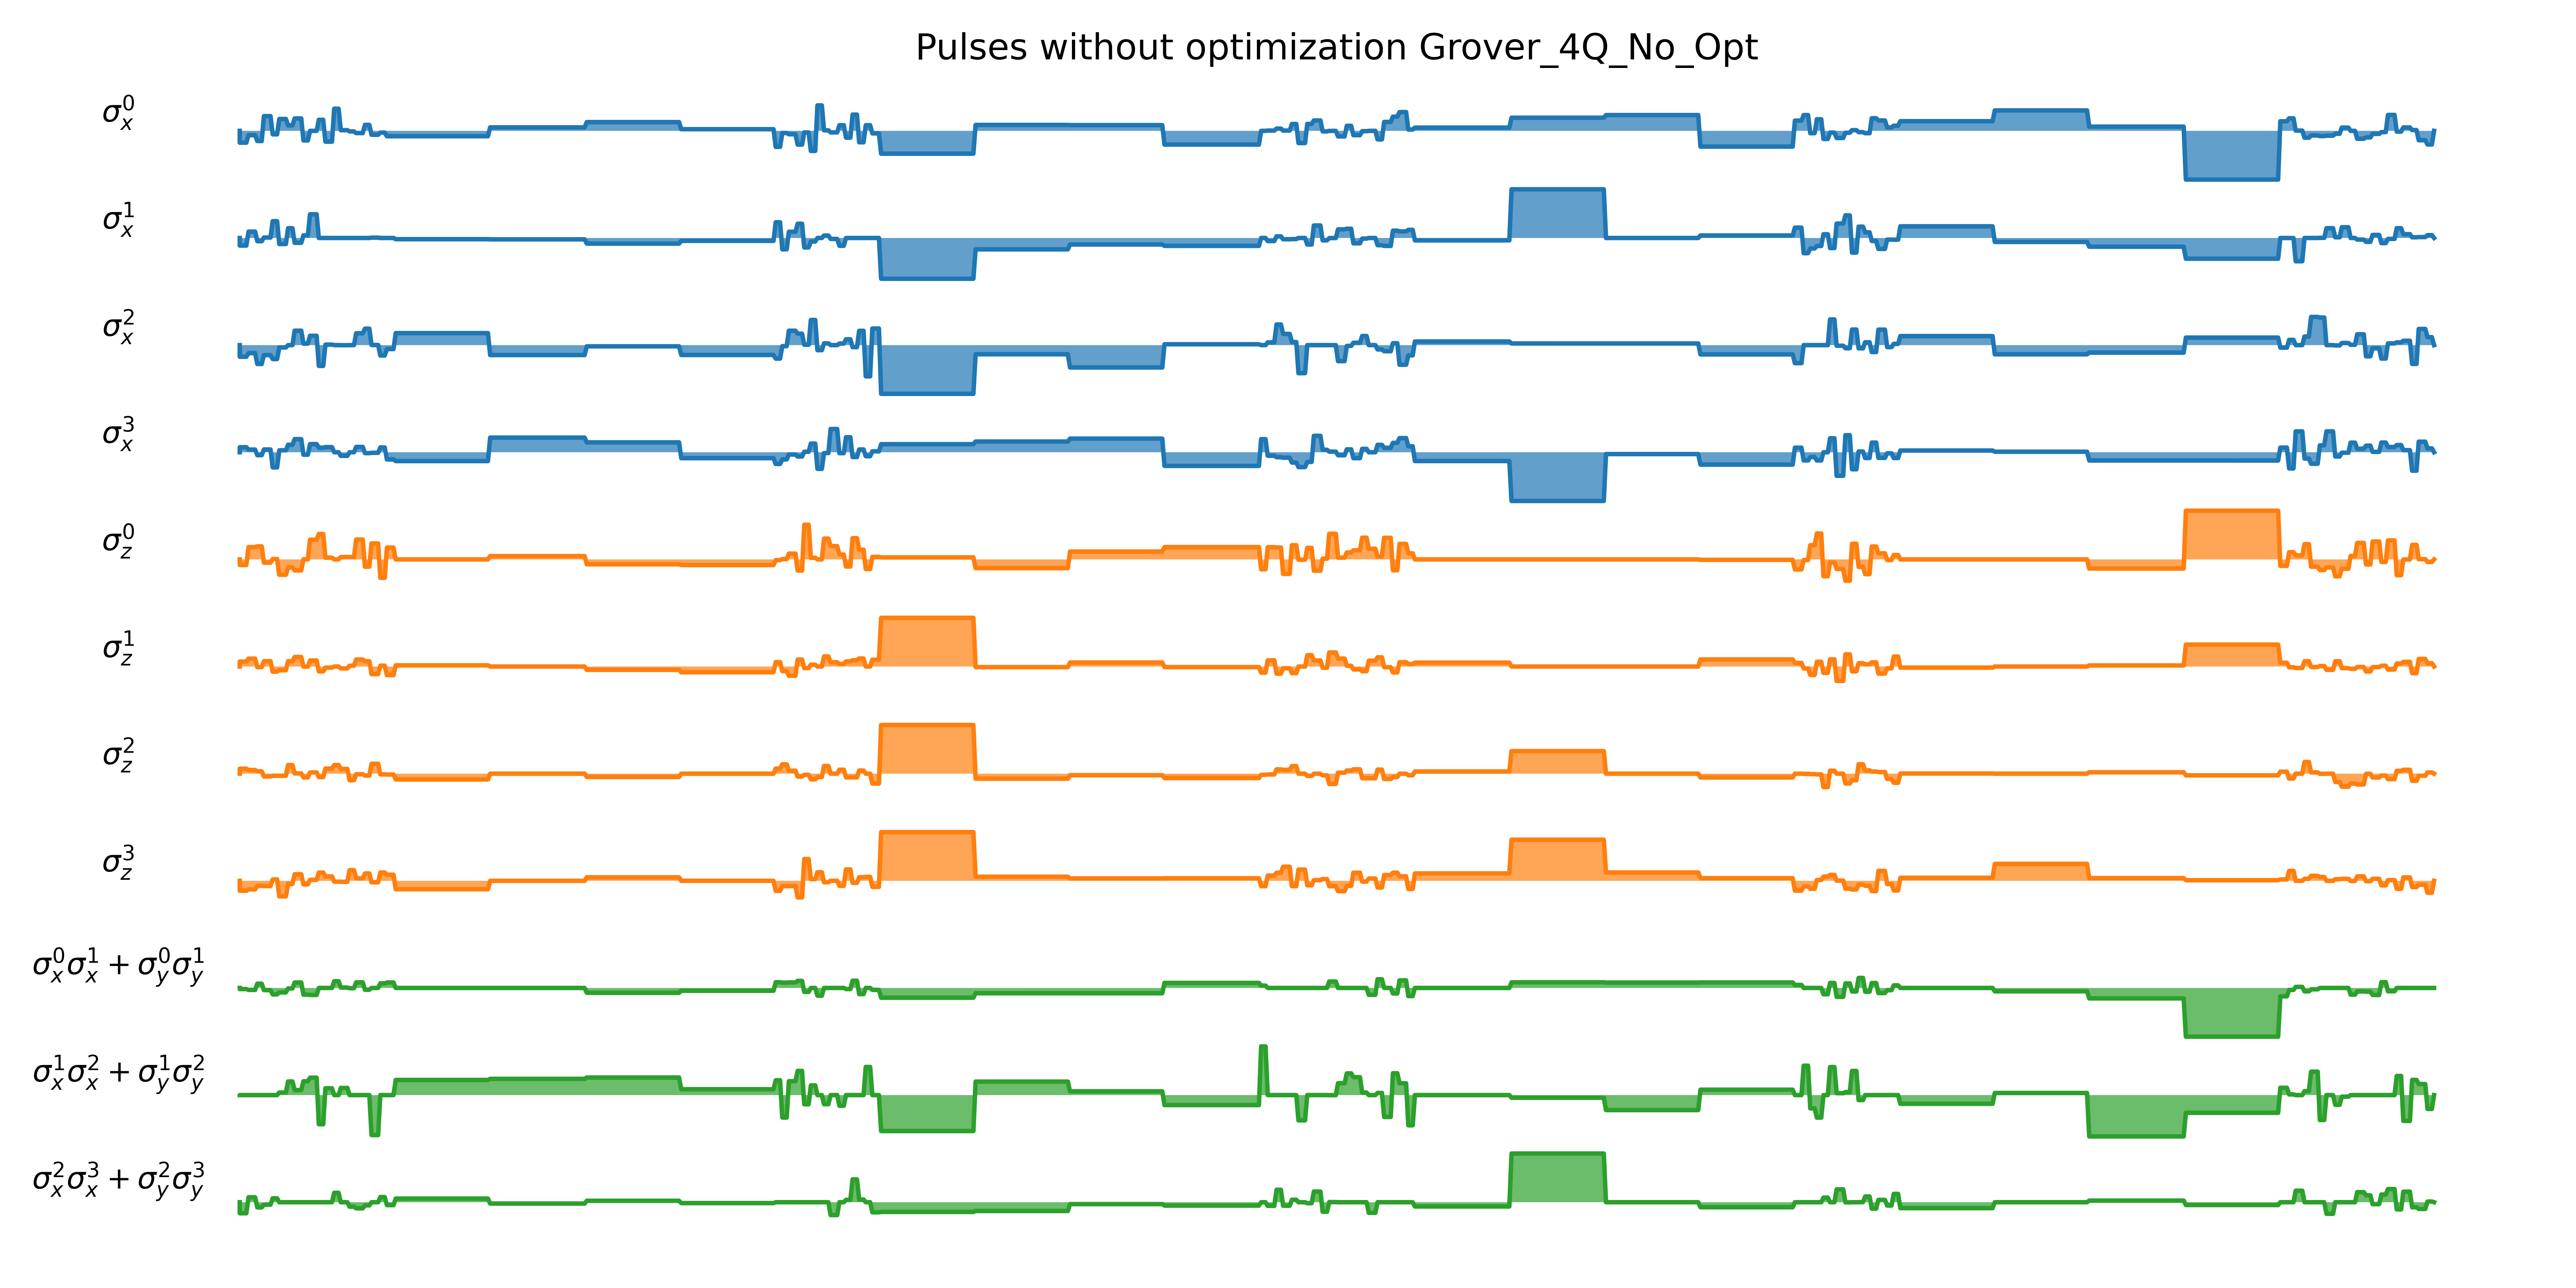 Pulses without optimization Grover_4Q_No_Opt
σ_x^0
σ_x^1
σ_x^2
σ_x^3
σ_z^0
σ_z^1
σ_z^2
σ_z^3
σ_x^0σ_x^1 + σ_y^0σ_y^1
σ_x^1σ_x^2 + σ_y^1σ_y^2
σ_x^2σ_x^3 + σ_y^2σ_y^3